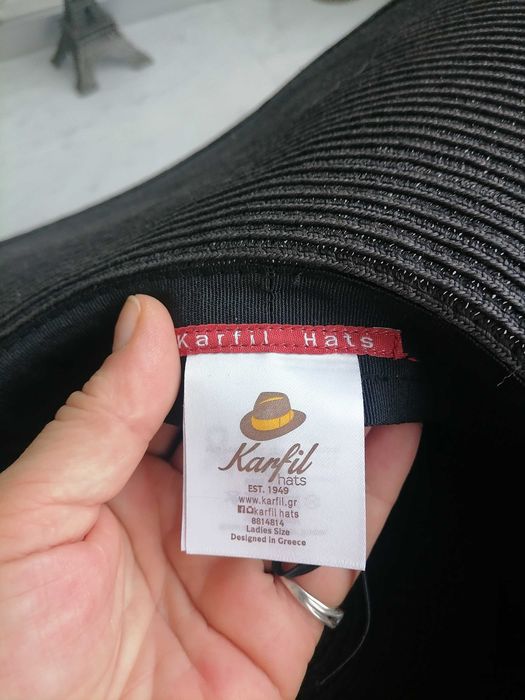 Karfil Hats
Karfil
hats
EST. 1949
www.karfil.gr
karfil hats
8814814
Ladies Size
Designed in Greece